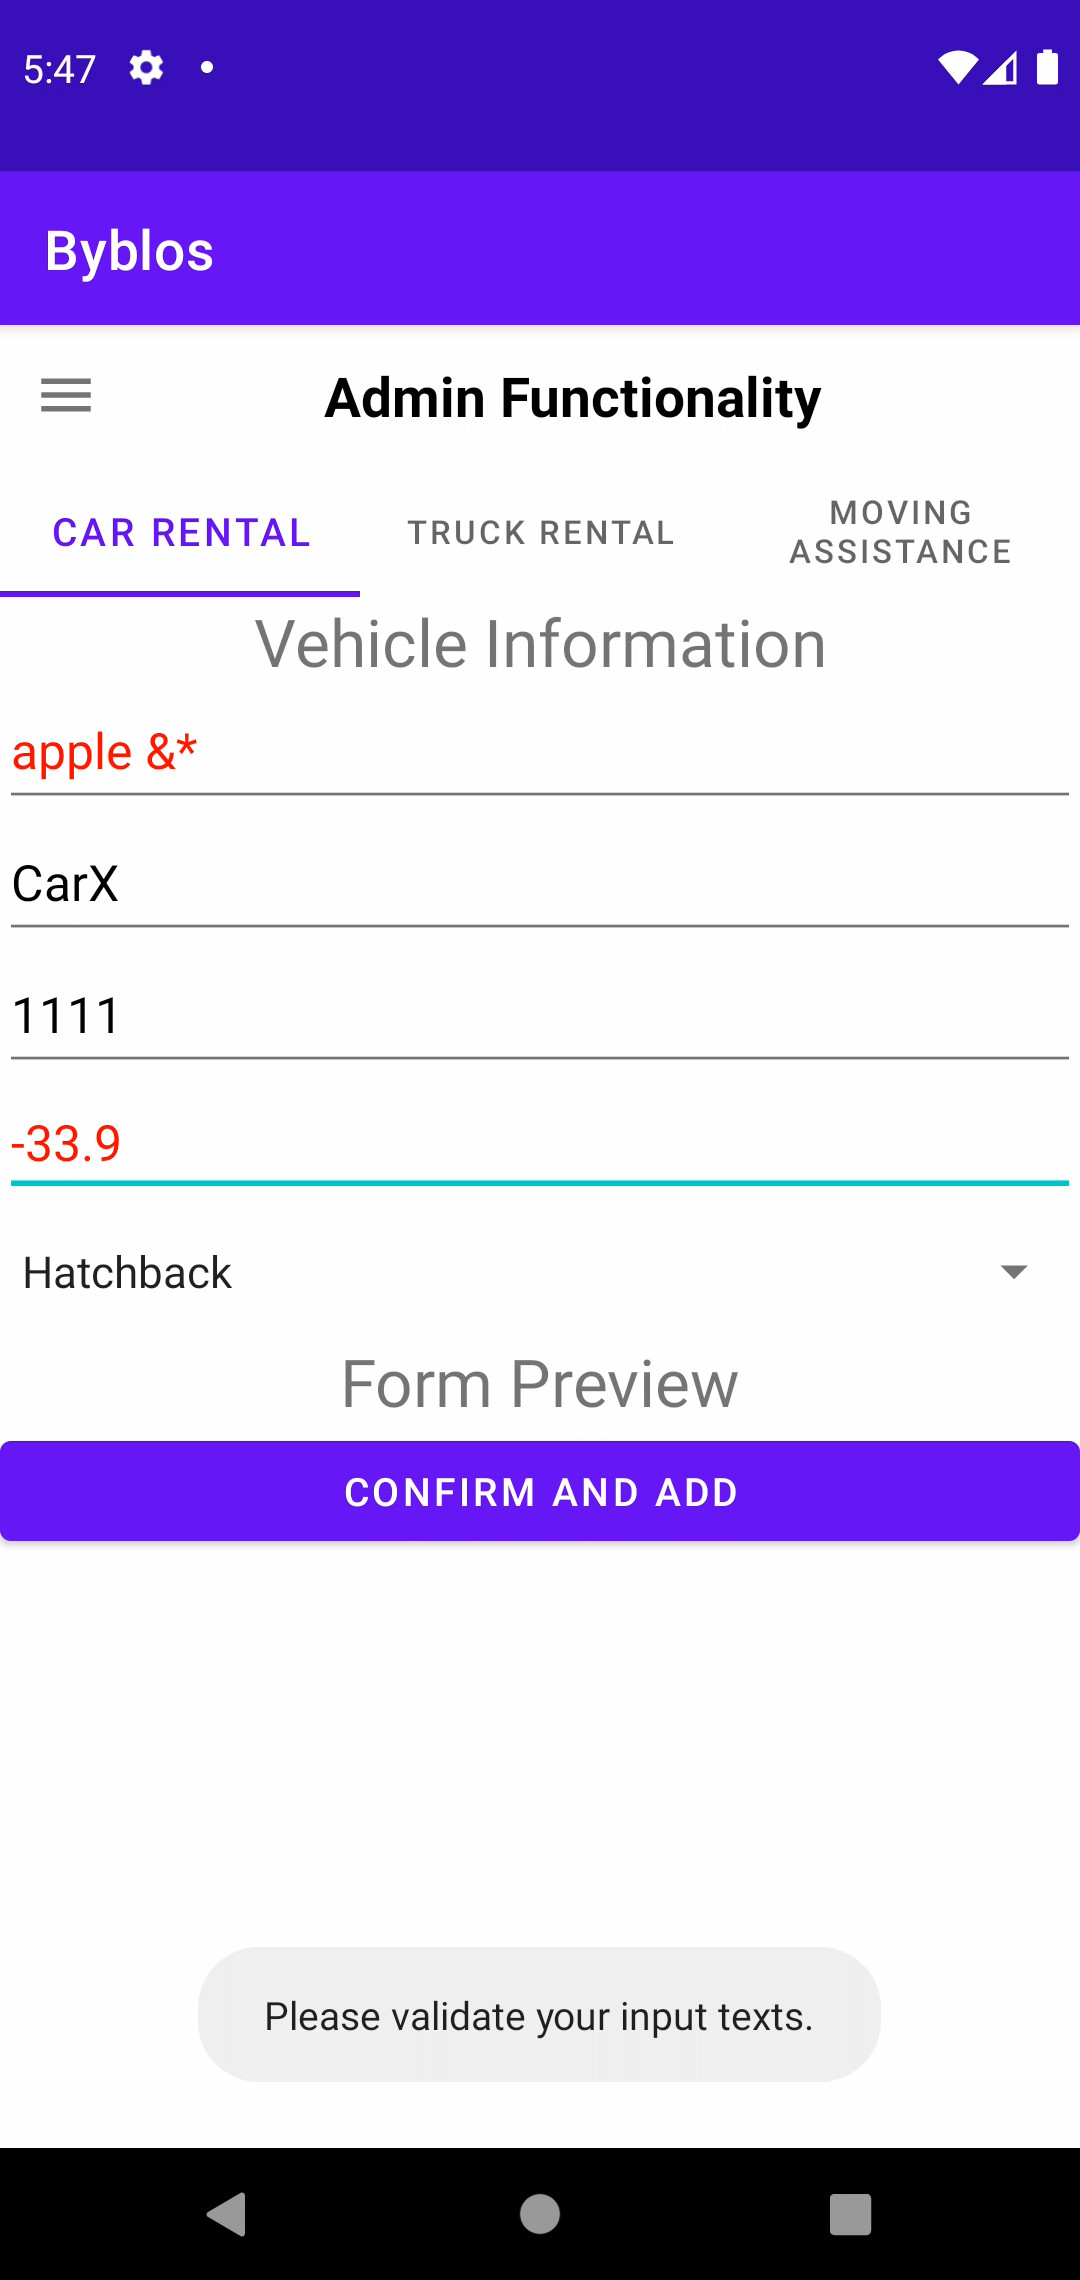 5:47
Byblos
Admin Functionality
CAR RENTAL
TRUCK RENTAL
MOVING
ASSISTANCE
Vehicle Information
apple &*
CarX
1111
-33.9
Hatchback
Form Preview
CONFIRM AND ADD
Please validate your input texts.